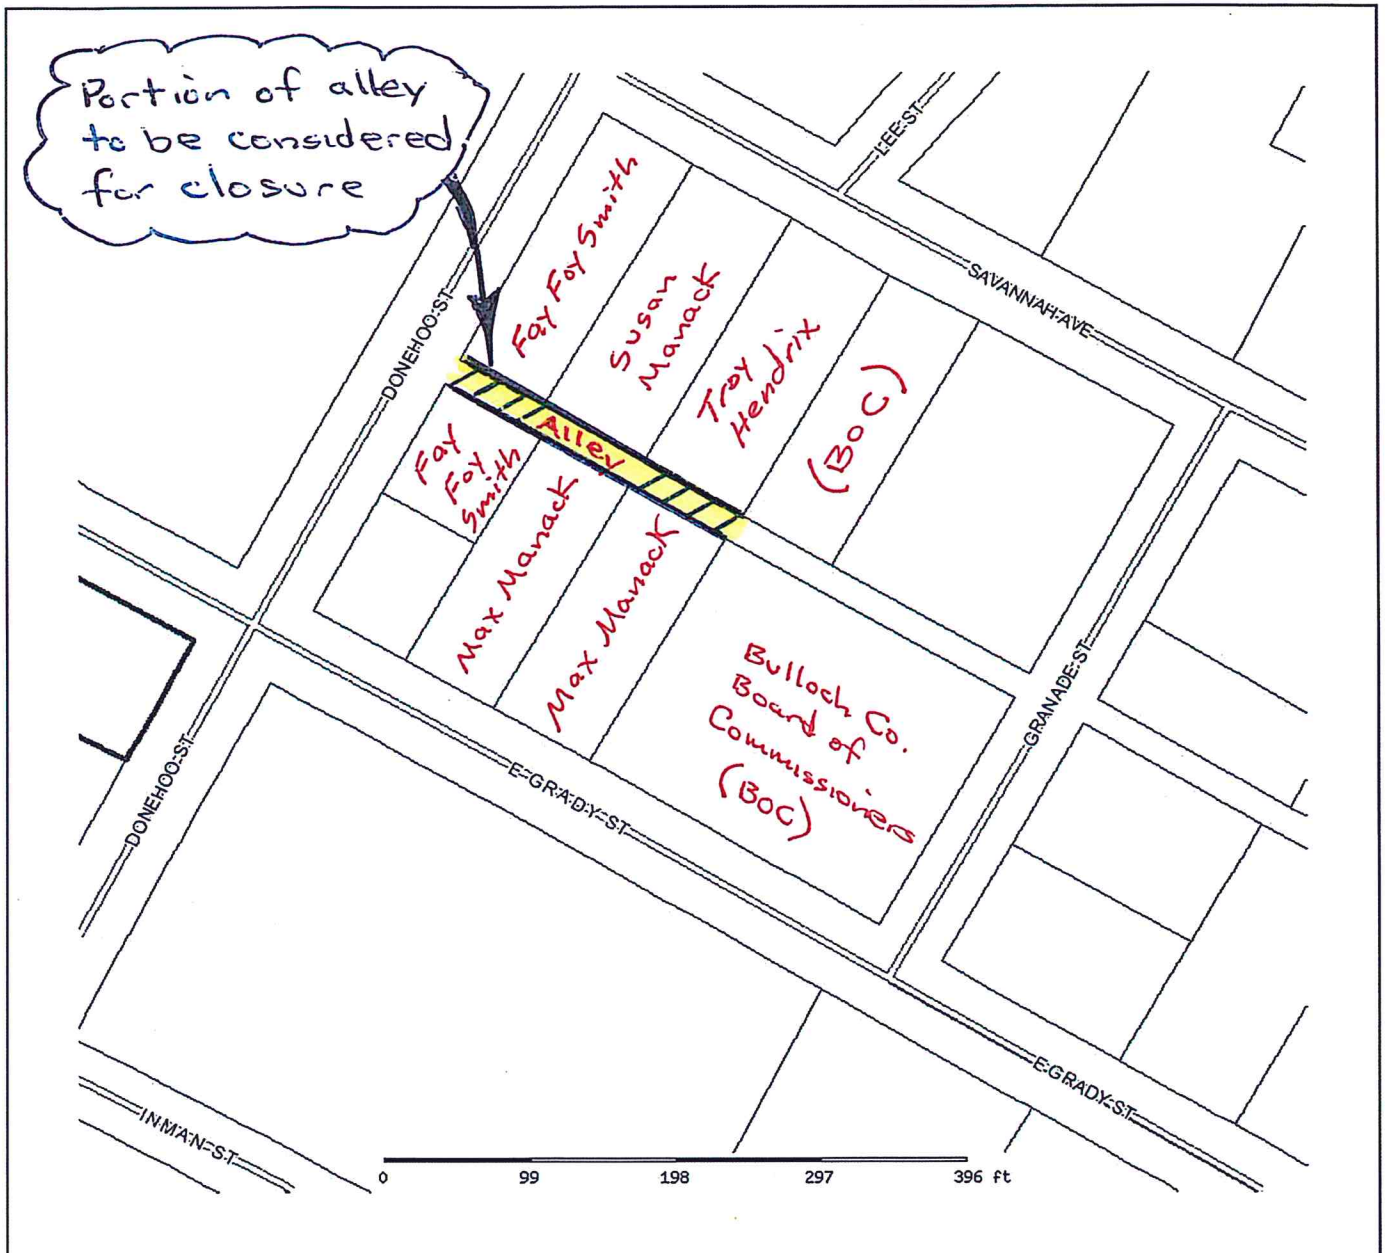 Portion of alley
to be considered
for closure
LEE ST
SAVANNAH AVE
DONEHOO ST
Fay Foy Smith
Susan
Manack
Troy
Hendrix
(BOC)
Alley
Fay
Foy
Smith
Max Manack
Max Manack
Bulloch Co.
Board of
Commissioners
(BOC)
GRANADE ST
DONEHOO ST
E GRADY ST
E GRADY ST
INMAN ST
0 99 198 297 396 ft